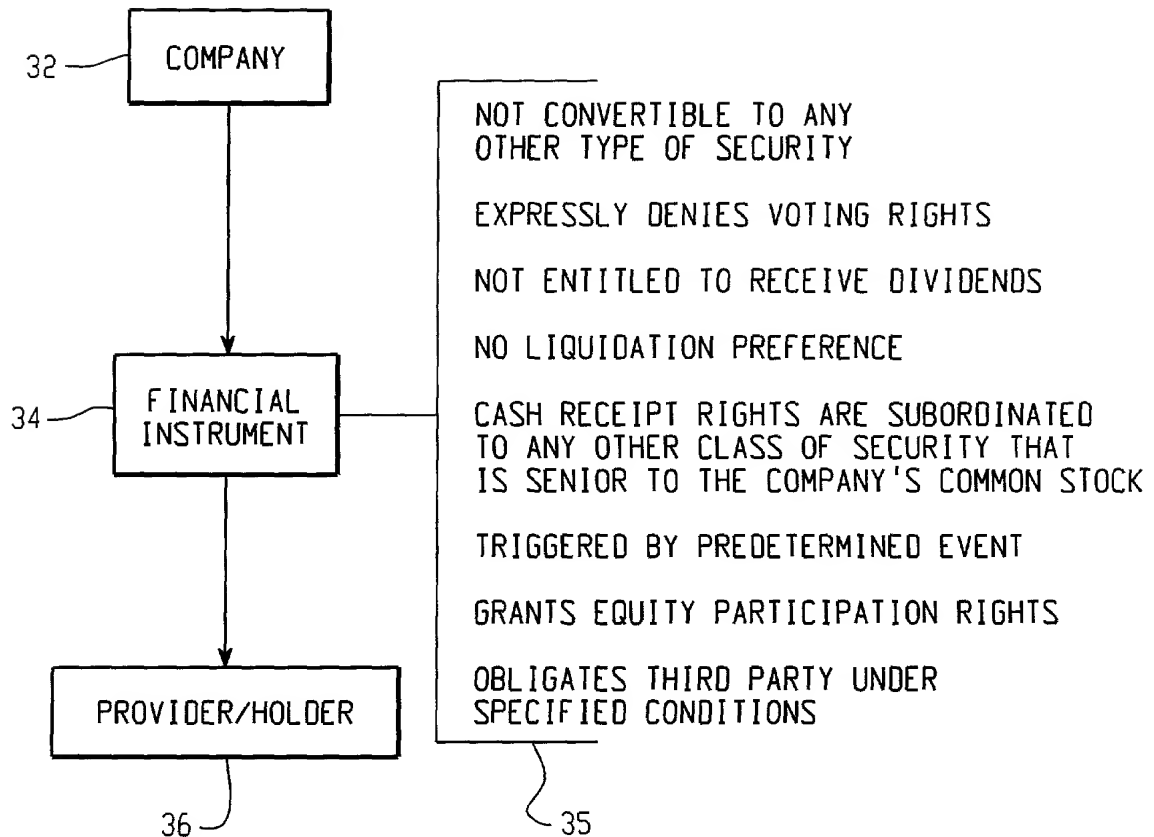 COMPANY
32
NOT CONVERTIBLE TO ANY
OTHER TYPE OF SECURITY
EXPRESSLY DENIES VOTING RIGHTS
NOT ENTITLED TO RECEIVE DIVIDENDS
NO LIQUIDATION PREFERENCE
34
FINANCIAL
INSTRUMENT
CASH RECEIPT RIGHTS ARE SUBORDINATED
TO ANY OTHER CLASS OF SECURITY THAT
IS SENIOR TO THE COMPANY'S COMMON STOCK
TRIGGERED BY PREDETERMINED EVENT
GRANTS EQUITY PARTICIPATION RIGHTS
OBLIGATES THIRD PARTY UNDER
SPECIFIED CONDITIONS
PROVIDER/HOLDER
36
35